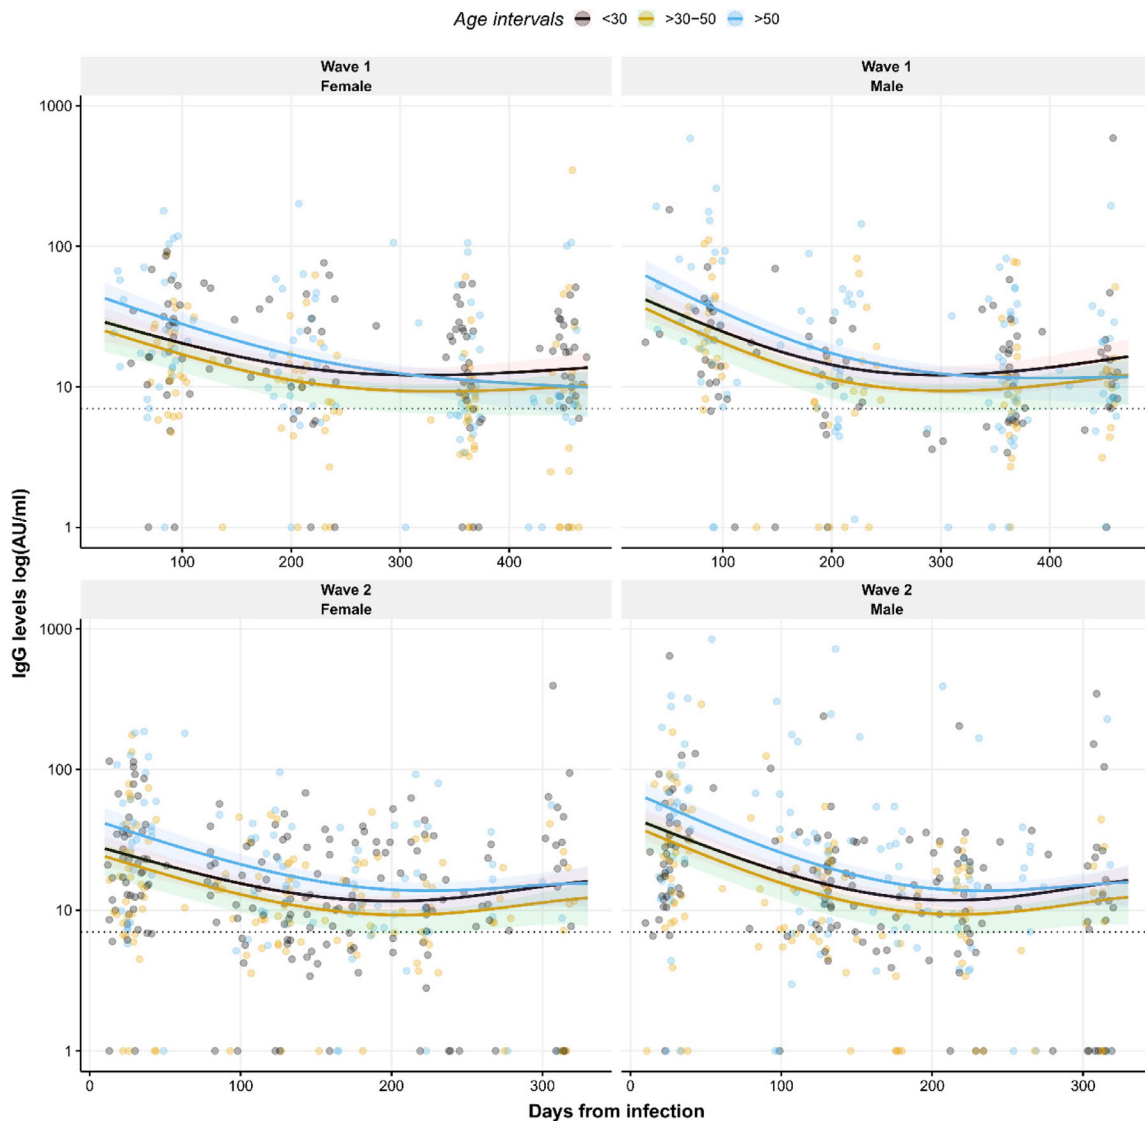 Age intervals <30 >30–50 >50
Wave 1
Female
Wave 1
Male
1000
100
10
1
100 200 300 400
100 200 300 400
Wave 2
Female
Wave 2
Male
1000
100
10
1
0 100 200 300
0 100 200 300
IgG levels log(AU/ml)
Days from infection